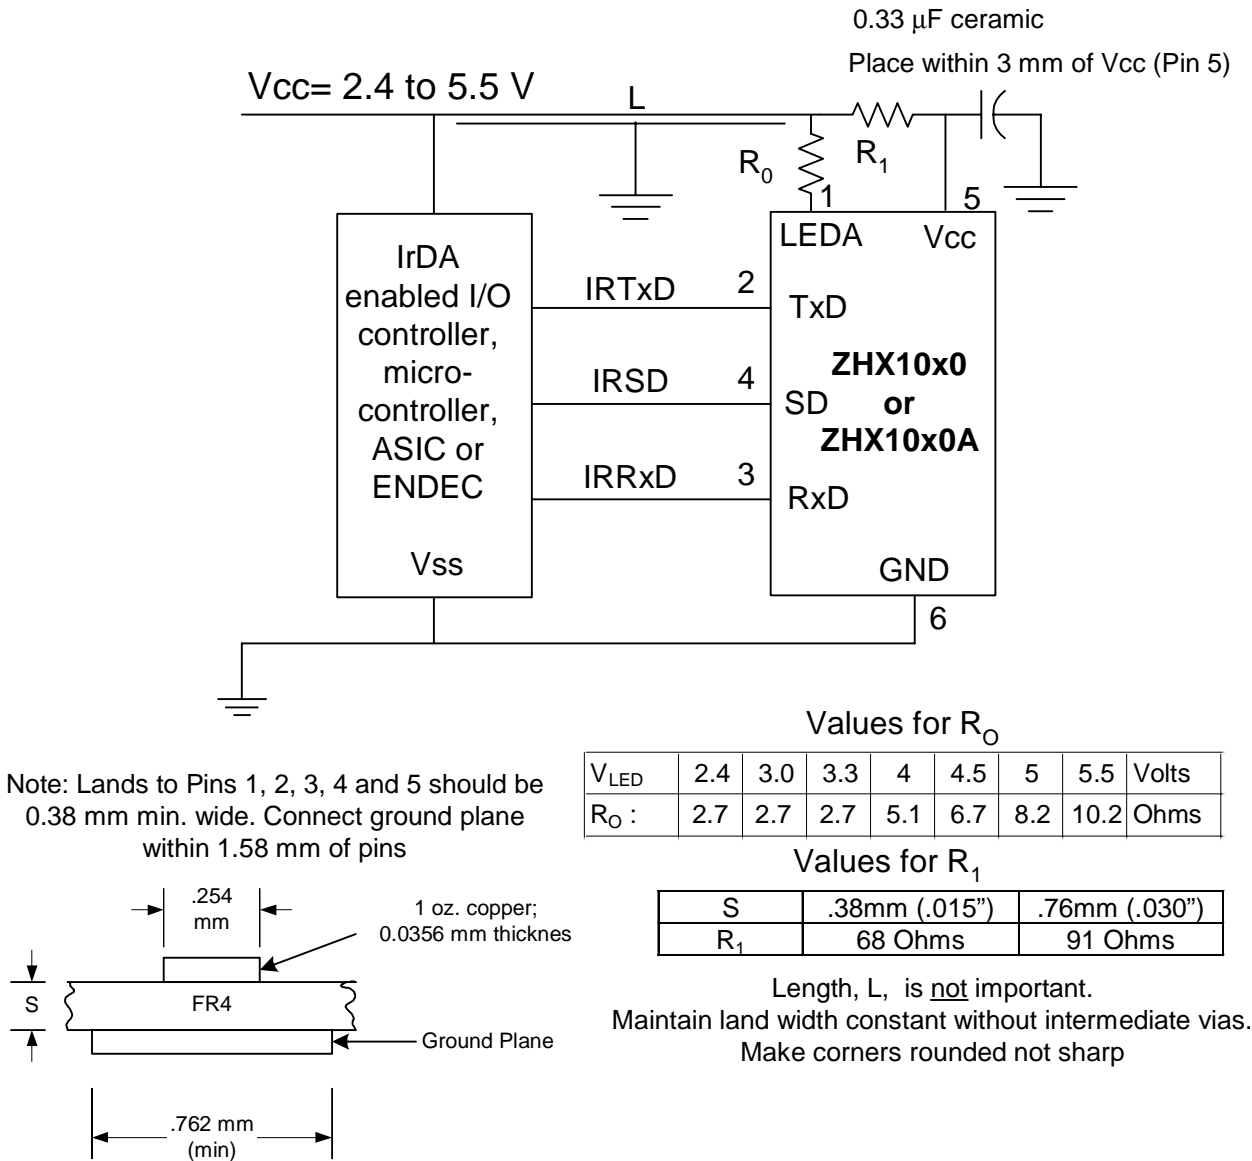 0.33 μF ceramic
Place within 3 mm of Vcc (Pin 5)
Vcc= 2.4 to 5.5 V
L
R0
R1
1
5
LEDA
Vcc
IrDA
enabled I/O
controller,
micro-
controller,
ASIC or
ENDEC
Vss
IRTxD
2
TxD
ZHX10x0
or
ZHX10x0A
IRSD
4
SD
IRRxD
3
RxD
GND
6
Values for RO
VLED 2.4 3.0 3.3 4 4.5 5 5.5 Volts
RO : 2.7 2.7 2.7 5.1 6.7 8.2 10.2 Ohms
Values for R1
S .38mm (.015”) .76mm (.030”)
R1 68 Ohms 91 Ohms
Length, L, is not important.
Maintain land width constant without intermediate vias.
Make corners rounded not sharp
Note: Lands to Pins 1, 2, 3, 4 and 5 should be
0.38 mm min. wide. Connect ground plane
within 1.58 mm of pins
.254
mm
1 oz. copper;
0.0356 mm thicknes
S
FR4
Ground Plane
.762 mm
(min)